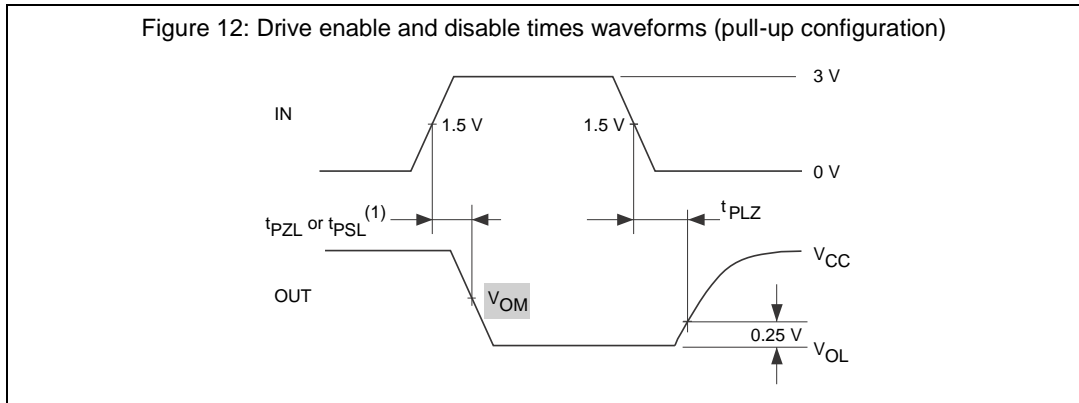 Figure 12: Drive enable and disable times waveforms (pull-up configuration)
3 V
IN
1.5 V
1.5 V
0 V
tPZL or tPSL(1)
tPLZ
VCC
OUT
VOM
0.25 V
VOL